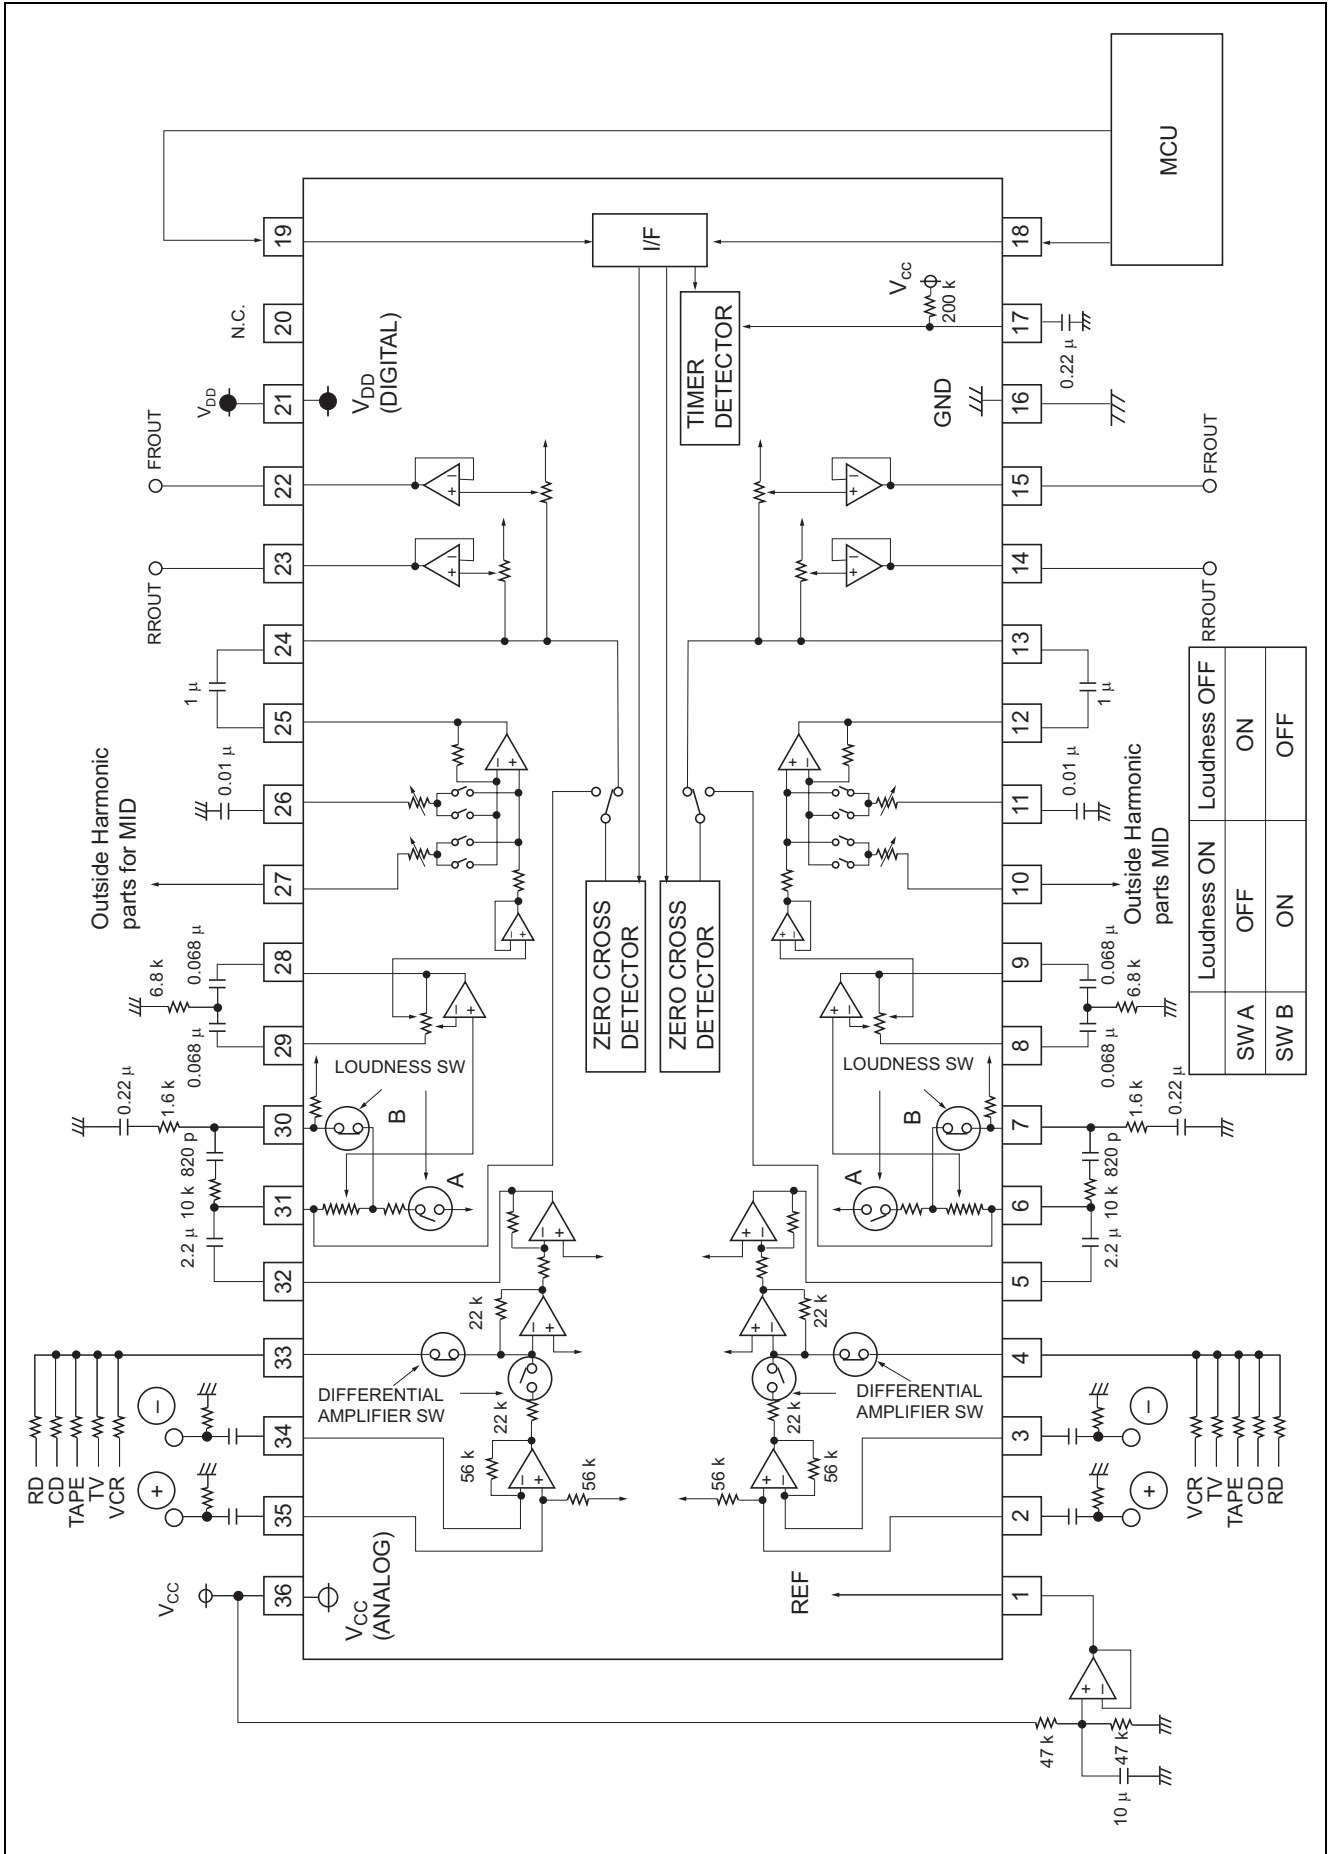 MCU
19
20
21
22
23
24
25
26
27
28
29
30
31
32
33
34
35
36
N.C.
VDD
FROUT
RROUT
1 μ
0.01 μ
Outside Harmonic
parts for MID
0.068 μ
6.8 k
0.068 μ
0.22 μ
1.6 k
820 p
10 k
2.2 μ
RD
CD
TAPE
TV
VCR
−
+
VCC
I/F
VDD
(DIGITAL)
TIMER
DETECTOR
Vcc
200 k
GND
ZERO CROSS
DETECTOR
ZERO CROSS
DETECTOR
LOUDNESS SW
B
A
LOUDNESS SW
B
A
22 k
DIFFERENTIAL
AMPLIFIER SW
22 k
56 k
56 k
22 k
DIFFERENTIAL
AMPLIFIER SW
22 k
56 k
56 k
VCC
(ANALOG)
REF
18
17
16
15
14
13
12
11
10
9
8
7
6
5
4
3
2
1
0.22 μ
FROUT
RROUT
1 μ
0.01 μ
Outside Harmonic
parts MID
0.068 μ
6.8 k
0.068 μ
1.6 k
0.22 μ
820 p
10 k
2.2 μ
VCR
TV
TAPE
CD
RD
−
+
47 k
47 k
10 μ
Loudness ON Loudness OFF
SW A OFF ON
SW B ON OFF